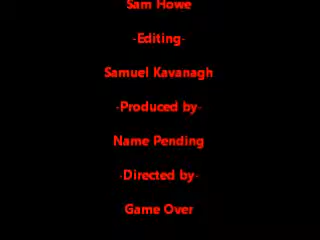 Sam Howe
-Editing-
Samuel Kavanagh
-Produced by-
Name Pending
-Directed by-
Game Over